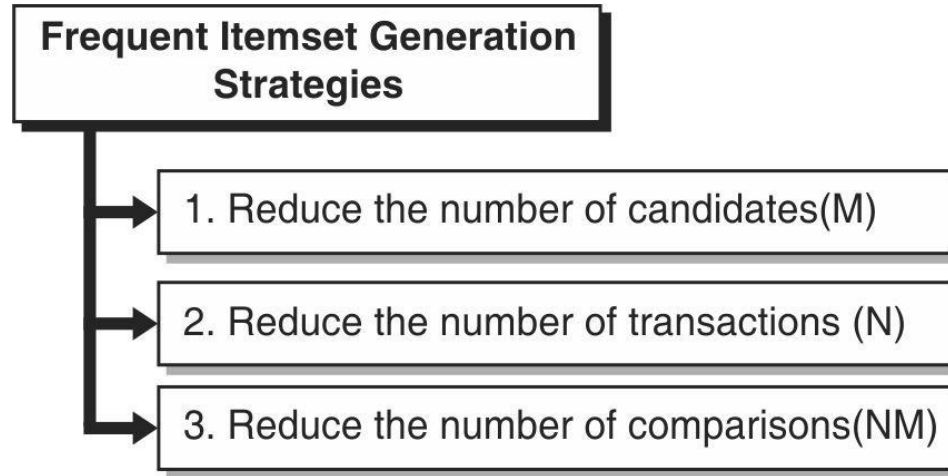 Frequent Itemset Generation
Strategies
1. Reduce the number of candidates(M)
2. Reduce the number of transactions (N)
3. Reduce the number of comparisons(NM)